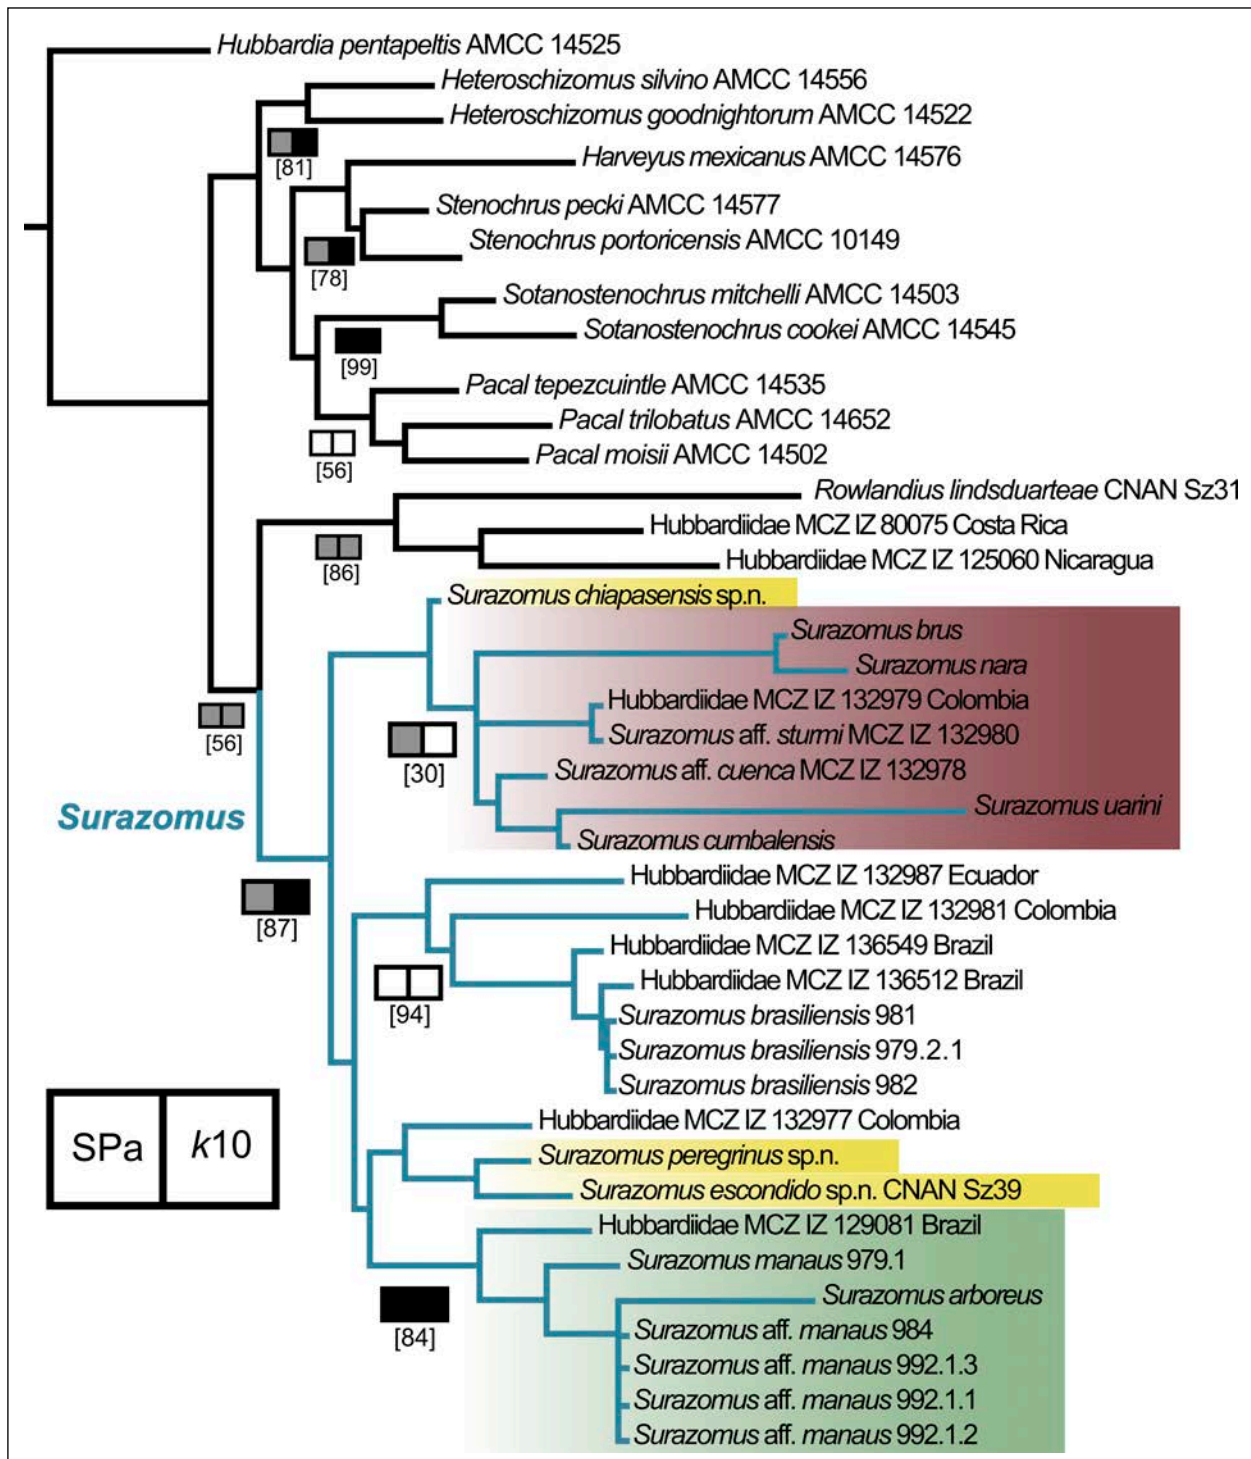 Hubbardia pentapeltis AMCC 14525
Heteroschizomus silvino AMCC 14556
Heteroschizomus goodnightorum AMCC 14522
[81]
Harveyus mexicanus AMCC 14576
Stenochrus pecki AMCC 14577
Stenochrus portoricensis AMCC 10149
[78]
Sotanostenochrus mitchelli AMCC 14503
Sotanostenochrus cookei AMCC 14545
[99]
Pacal tepezcuintle AMCC 14535
Pacal trilobatus AMCC 14652
Pacal moisii AMCC 14502
[56]
Rowlandius lindsduarteae CNAN Sz31
Hubbardiidae MCZ IZ 80075 Costa Rica
Hubbardiidae MCZ IZ 125060 Nicaragua
[86]
Surazomus chiapasensis sp.n.
Surazomus brus
Surazomus nara
Hubbardiidae MCZ IZ 132979 Colombia
Surazomus aff. sturmi MCZ IZ 132980
[56]
[30]
Surazomus aff. cuenca MCZ IZ 132978
Surazomus uarini
Surazomus
Surazomus cumbalensis
Hubbardiidae MCZ IZ 132987 Ecuador
Hubbardiidae MCZ IZ 132981 Colombia
[87]
Hubbardiidae MCZ IZ 136549 Brazil
Hubbardiidae MCZ IZ 136512 Brazil
[94]
Surazomus brasiliensis 981
Surazomus brasiliensis 979.2.1
Surazomus brasiliensis 982
Hubbardiidae MCZ IZ 132977 Colombia
SPa k10
Surazomus peregrinus sp.n.
Surazomus escondido sp.n. CNAN Sz39
Hubbardiidae MCZ IZ 129081 Brazil
Surazomus manaus 979.1
Surazomus arboreus
Surazomus aff. manaus 984
[84]
Surazomus aff. manaus 992.1.3
Surazomus aff. manaus 992.1.1
Surazomus aff. manaus 992.1.2